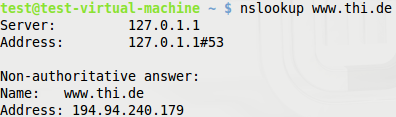 test@test-virtual-machine ~ $ nslookup www.thi.de
Server:         127.0.1.1
Address:        127.0.1.1#53

Non-authoritative answer:
Name:   www.thi.de
Address: 194.94.240.179